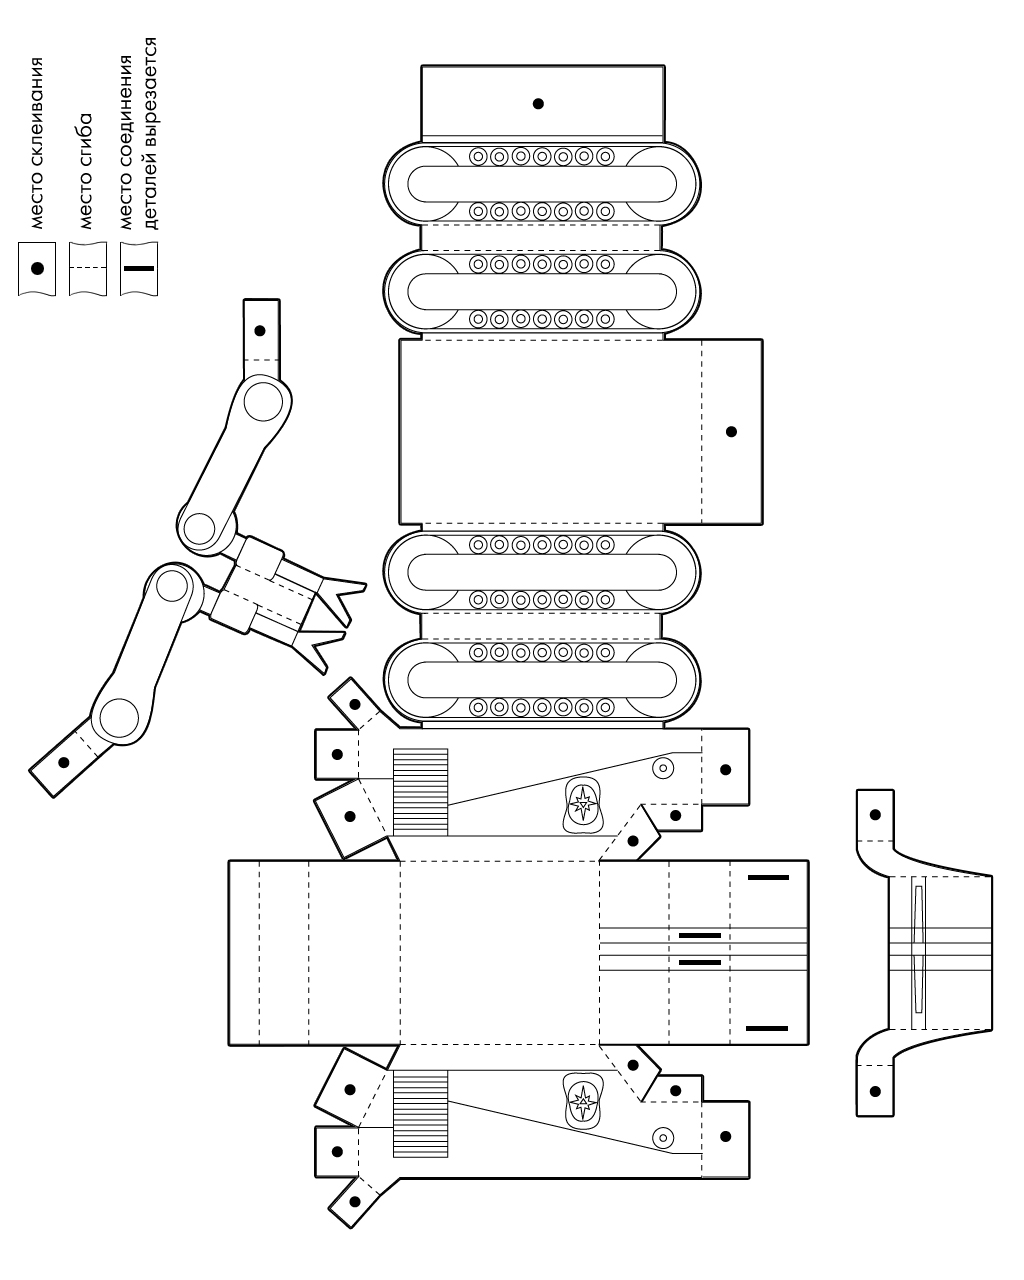 место склеивания
место сгиба
место соединения
деталей вырезается